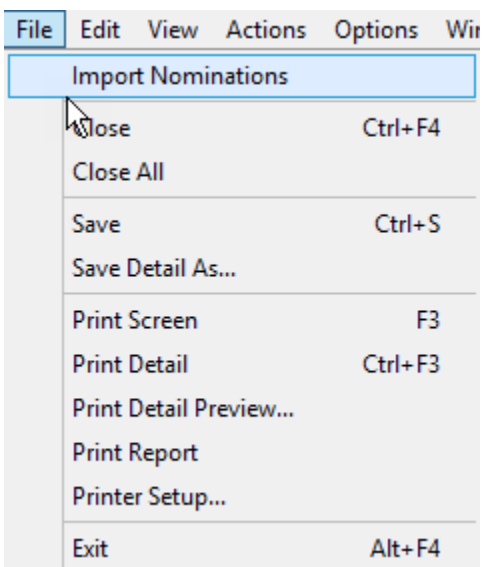 File Edit View Actions Options
Import Nominations
Close Ctrl+F4
Close All
Save Ctrl+S
Save Detail As...
Print Screen F3
Print Detail Ctrl+F3
Print Detail Preview...
Print Report
Printer Setup...
Exit Alt+F4